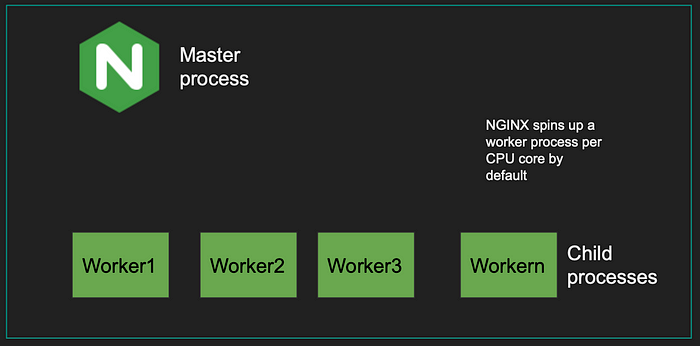 N
Master
process
NGINX spins up a
worker process per
CPU core by
default
Worker1
Worker2
Worker3
Workern
Child
processes